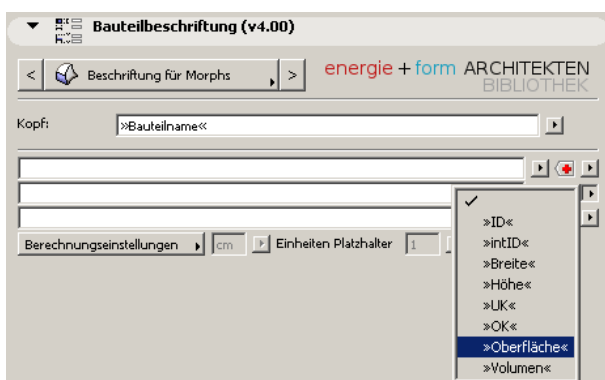 Bauteilbeschriftung (v4.00)
< Beschriftung für Morphs > energie + form ARCHITEKTEN
BIBLIOTHEK
Kopf: »Bauteilname«
Berechnungseinstellungen cm Einheiten Platzhalter 1
»ID«
»intID«
»Breite«
»Höhe«
»UK«
»OK«
»Oberfläche«
»Volumen«